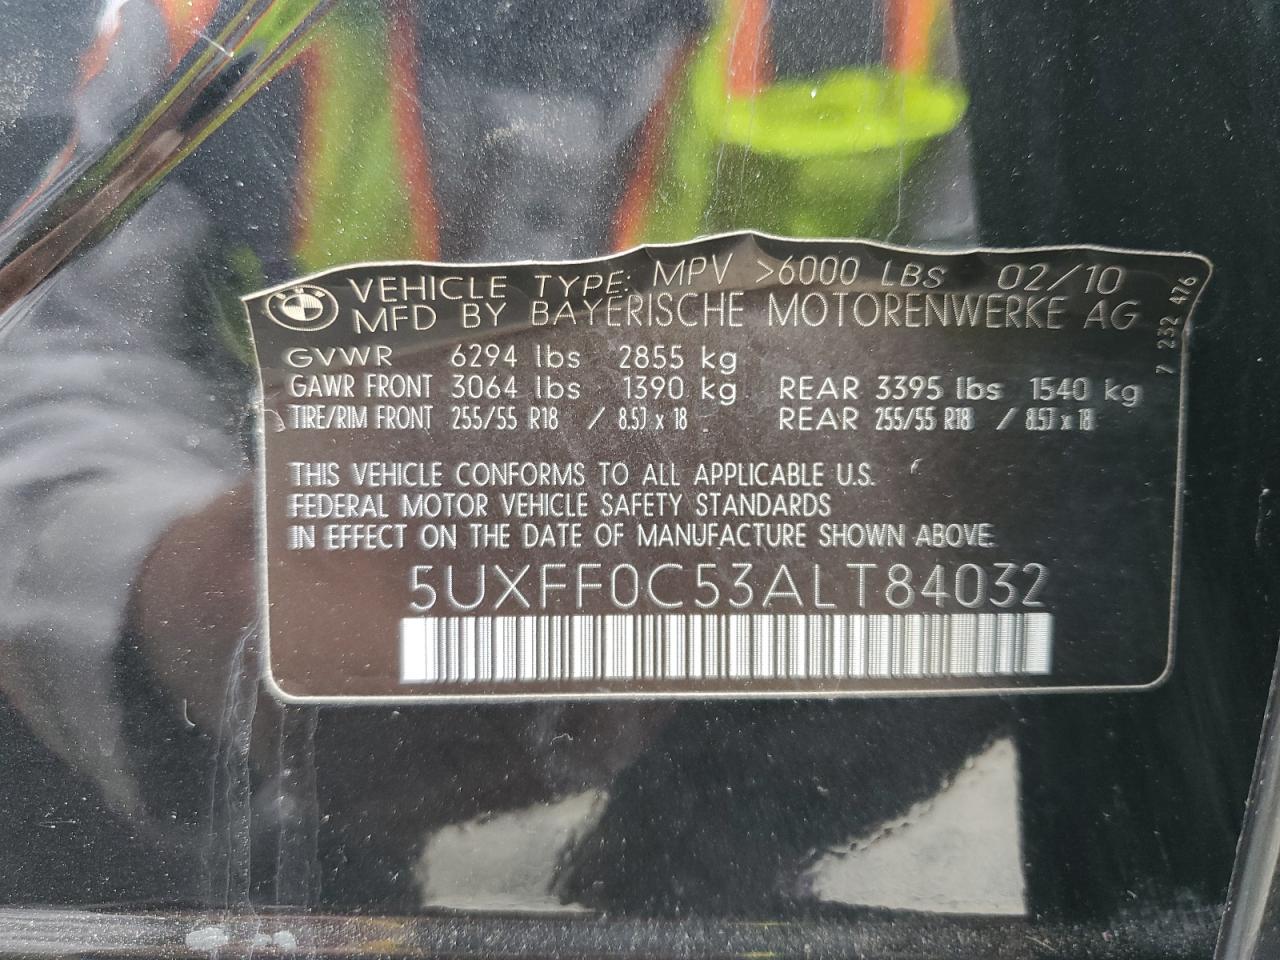 VEHICLE TYPE: MPV >6000 LBS 02/10
MFD BY BAYERISCHE MOTORENWERKE AG
7 232 476
GVWR 6294 lbs 2855 kg
GAWR FRONT 3064 lbs 1390 kg REAR 3395 lbs 1540 kg
TIRE/RIM FRONT 255/55 R18 / 8.5J x 18 REAR 255/55 R18 / 8.5J x 18
THIS VEHICLE CONFORMS TO ALL APPLICABLE U.S.
FEDERAL MOTOR VEHICLE SAFETY STANDARDS
IN EFFECT ON THE DATE OF MANUFACTURE SHOWN ABOVE
5UXFF0C53ALT84032